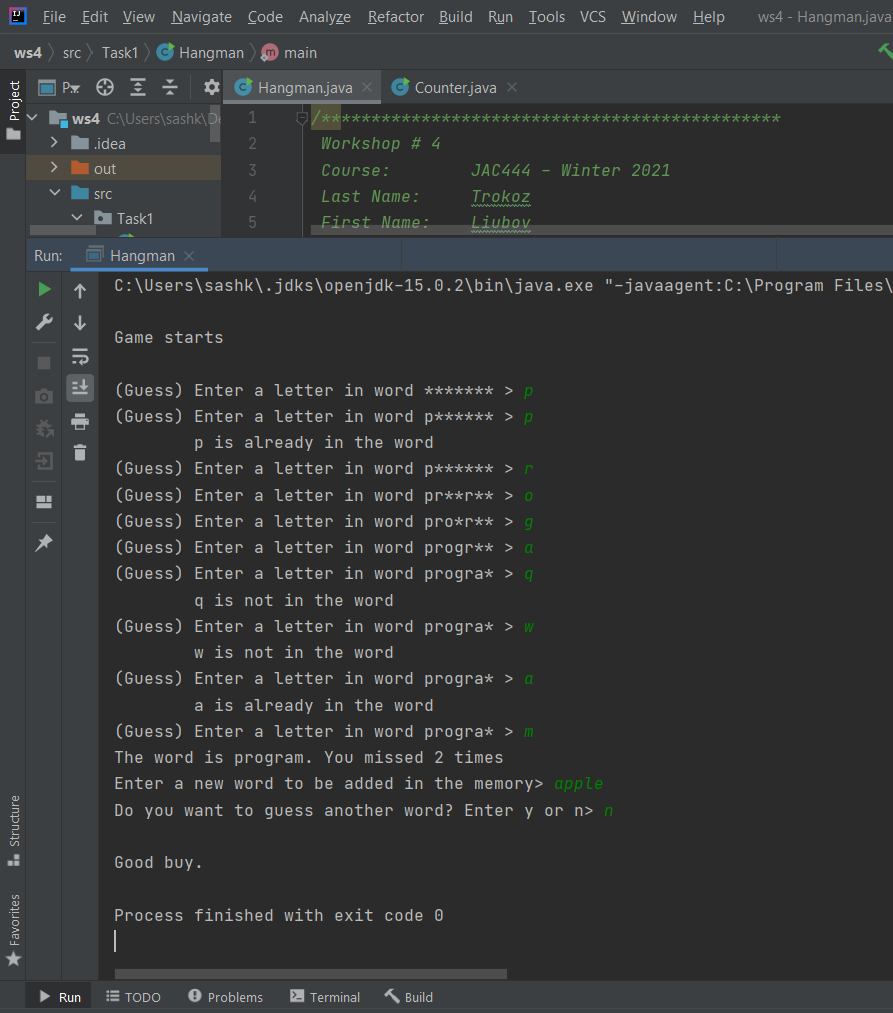 File Edit View Navigate Code Analyze Refactor Build Run Tools VCS Window Help ws4 - Hangman.java
ws4 src Task1 Hangman main
Project
P... Hangman.java Counter.java
ws4 C:\Users\sashk\De
.idea
out
src
Task1
1 /**********************************************
2 Workshop # 4
3 Course: JAC444 - Winter 2021
4 Last Name: Trokoz
5 First Name: Liubov
Run: Hangman
C:\Users\sashk\.jdks\openjdk-15.0.2\bin\java.exe "-javaagent:C:\Program Files\
Game starts
(Guess) Enter a letter in word ******* > p
(Guess) Enter a letter in word p****** > p
p is already in the word
(Guess) Enter a letter in word p****** > r
(Guess) Enter a letter in word pr**r** > o
(Guess) Enter a letter in word pro*r** > g
(Guess) Enter a letter in word progr** > a
(Guess) Enter a letter in word progra* > q
q is not in the word
(Guess) Enter a letter in word progra* > w
w is not in the word
(Guess) Enter a letter in word progra* > a
a is already in the word
(Guess) Enter a letter in word progra* > m
The word is program. You missed 2 times
Enter a new word to be added in the memory> apple
Do you want to guess another word? Enter y or n> n
Good buy.
Process finished with exit code 0
Structure
Favorites
Run TODO Problems Terminal Build